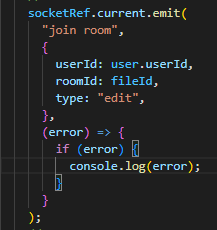 socketRef.current.emit(
"join room",
{
userId: user.userId,
roomId: fileId,
type: "edit",
},
(error) => {
if (error) {
console.log(error);
}
}
);